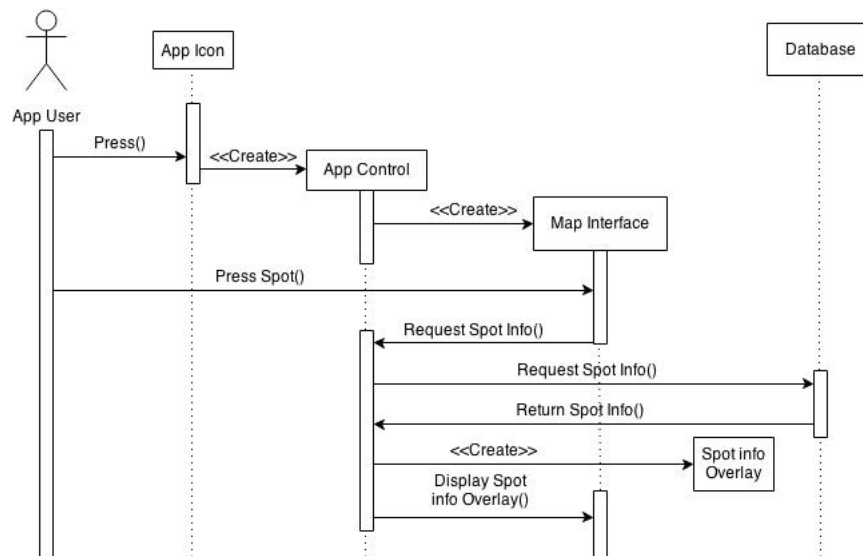 App Icon
Database
App User
Press()
<<Create>>
App Control
<<Create>>
Map Interface
Press Spot()
Request Spot Info()
Request Spot Info()
Return Spot Info()
<<Create>>
Spot info
Overlay
Display Spot
info Overlay()